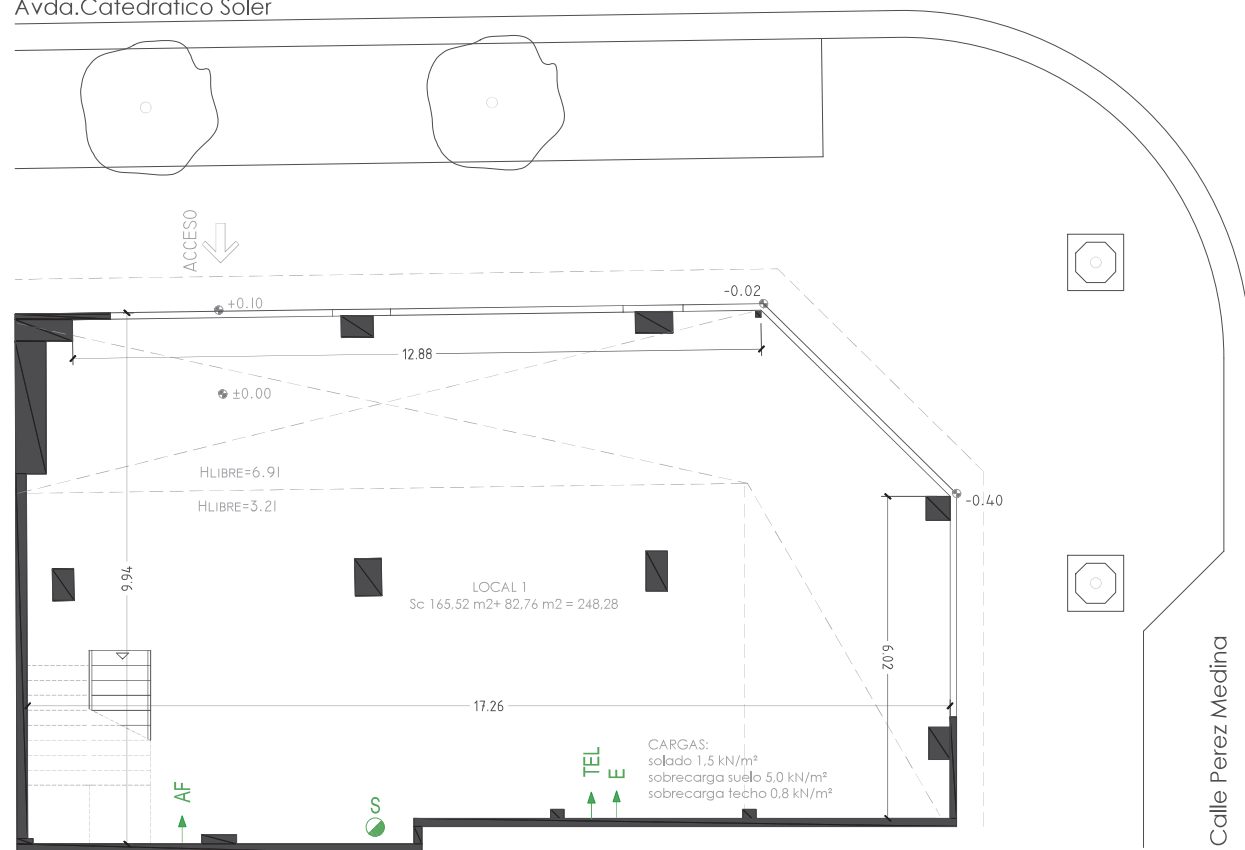 Avda.Catedratico Soler
ACCESO
+0.10
-0.02
12.88
±0.00
HLIBRE=6.91
HLIBRE=3.21
-0.40
9.94
LOCAL 1
Sc 165,52 m2+ 82,76 m2 = 248,28
6.02
17.26
CARGAS:
solado 1,5 kN/m²
sobrecarga suelo 5,0 kN/m²
sobrecarga techo 0,8 kN/m²
AF
S
TEL
E
Calle Perez Medina